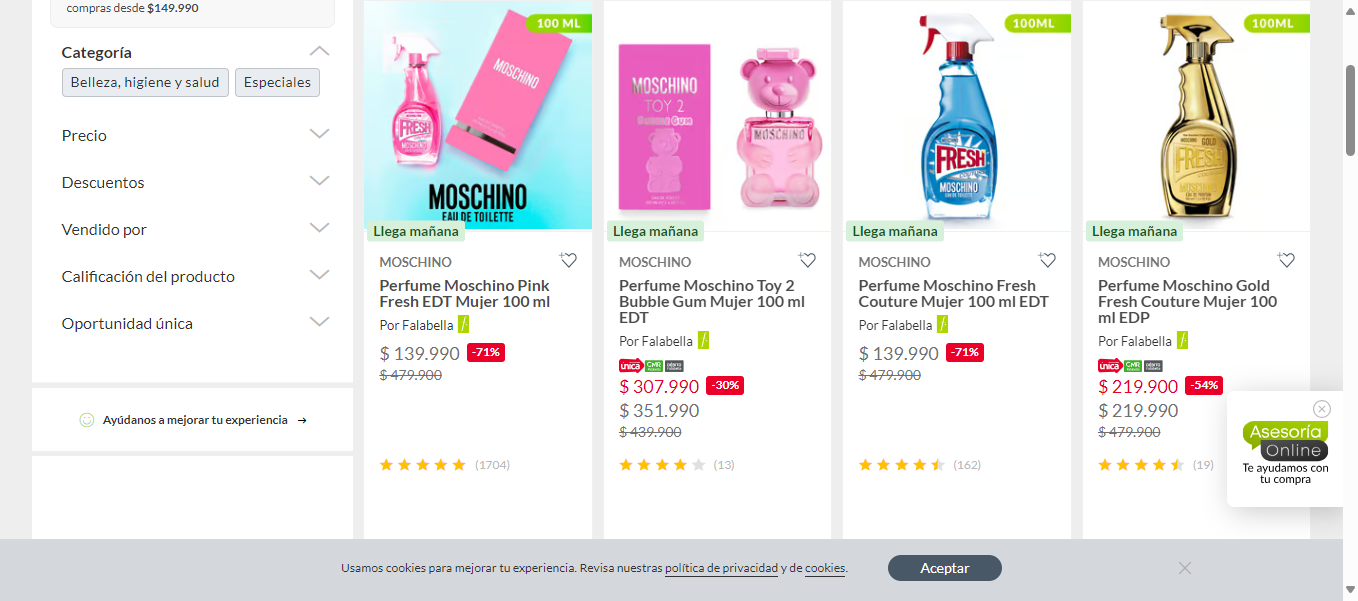 compras desde $149.990
Categoría
Belleza, higiene y salud
Especiales
Precio
Descuentos
Vendido por
Calificación del producto
Oportunidad única
Ayúdanos a mejorar tu experiencia →
100 ML
MOSCHINO
FRESH
MOSCHINO
MOSCHINO
EAU DE TOILETTE
Llega mañana
MOSCHINO
Perfume Moschino Pink
Fresh EDT Mujer 100 ml
Por Falabella
$ 139.990 -71%
$ 479.900
(1704)
MOSCHINO
TOY 2
BUBBLE GUM
MOSCHINO
Llega mañana
MOSCHINO
Perfume Moschino Toy 2
Bubble Gum Mujer 100 ml
EDT
Por Falabella
única CMR
$ 307.990 -30%
$ 351.990
$ 439.900
(13)
100ML
FRESH
COUTURE
MOSCHINO
Llega mañana
MOSCHINO
Perfume Moschino Fresh
Couture Mujer 100 ml EDT
Por Falabella
$ 139.990 -71%
$ 479.900
(162)
100ML
MOSCHINO GOLD
FRESH
COUTURE
MOSCHINO
Llega mañana
MOSCHINO
Perfume Moschino Gold
Fresh Couture Mujer 100
ml EDP
Por Falabella
única CMR
$ 219.900 -54%
$ 219.990
$ 479.900
(19)
Asesoría
Online
Te ayudamos con
tu compra
Usamos cookies para mejorar tu experiencia. Revisa nuestras política de privacidad y de cookies.
Aceptar